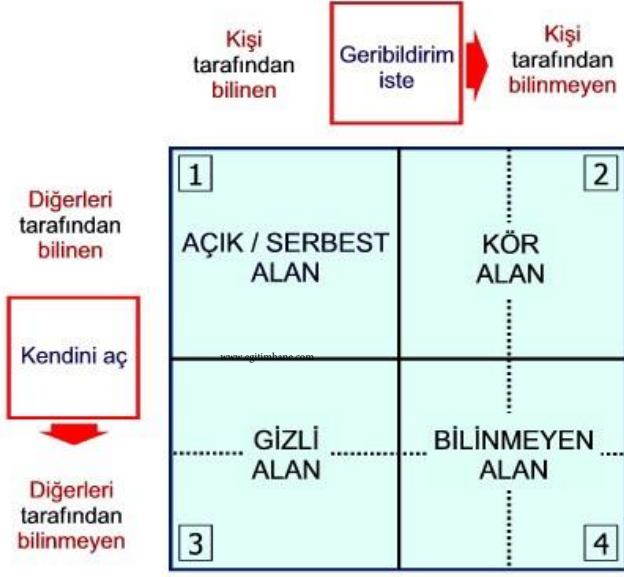 Kişi
tarafından
bilinen
Geribildirim
iste
Kişi
tarafından
bilinmeyen
Diğerleri
tarafından
bilinen
1
AÇIK / SERBEST
ALAN
2
KÖR
ALAN
Kendini aç
www.egitimhane.com
Diğerleri
tarafından
bilinmeyen
GİZLİ
ALAN
3
BİLİNMEYEN
ALAN
4